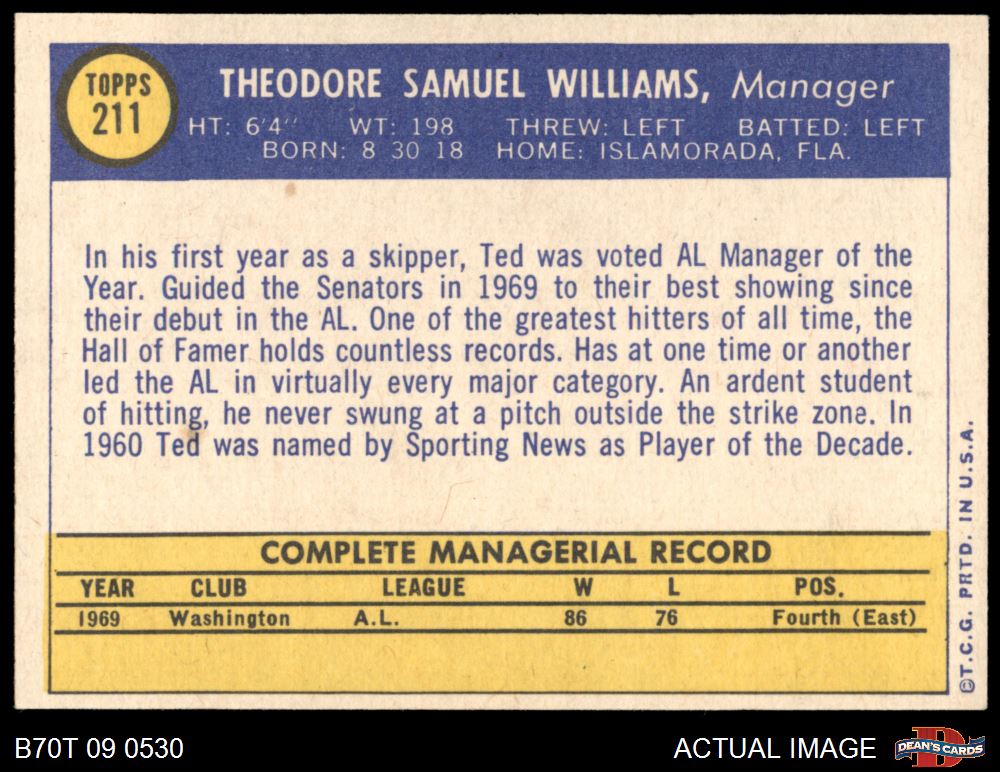 TOPPS
211
THEODORE SAMUEL WILLIAMS, Manager
HT: 6'4" WT: 198 THREW: LEFT BATTED: LEFT
BORN: 8 30 18 HOME: ISLAMORADA, FLA.
In his first year as a skipper, Ted was voted AL Manager of the
Year. Guided the Senators in 1969 to their best showing since
their debut in the AL. One of the greatest hitters of all time, the
Hall of Famer holds countless records. Has at one time or another
led the AL in virtually every major category. An ardent student
of hitting, he never swung at a pitch outside the strike zone. In
1960 Ted was named by Sporting News as Player of the Decade.
COMPLETE MANAGERIAL RECORD
YEAR CLUB LEAGUE W L POS.
1969 Washington A.L. 86 76 Fourth (East)
©T.C.G. PRTD. IN U.S.A.
B70T 09 0530
ACTUAL IMAGE
D
DEAN'S CARDS